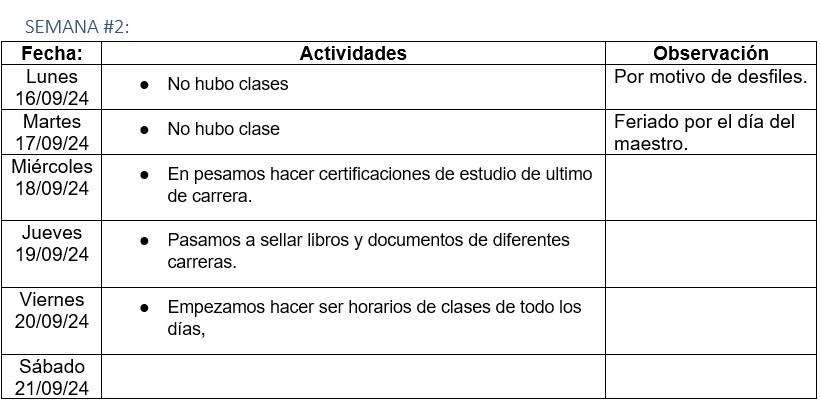 SEMANA #2:
Fecha: Actividades Observación
Lunes
16/09/24
● No hubo clases
Por motivo de desfiles.
Martes
17/09/24
● No hubo clase
Feriado por el día del
maestro.
Miércoles
18/09/24
● En pesamos hacer certificaciones de estudio de ultimo
de carrera.
Jueves
19/09/24
● Pasamos a sellar libros y documentos de diferentes
carreras.
Viernes
20/09/24
● Empezamos hacer ser horarios de clases de todo los
días,
Sábado
21/09/24